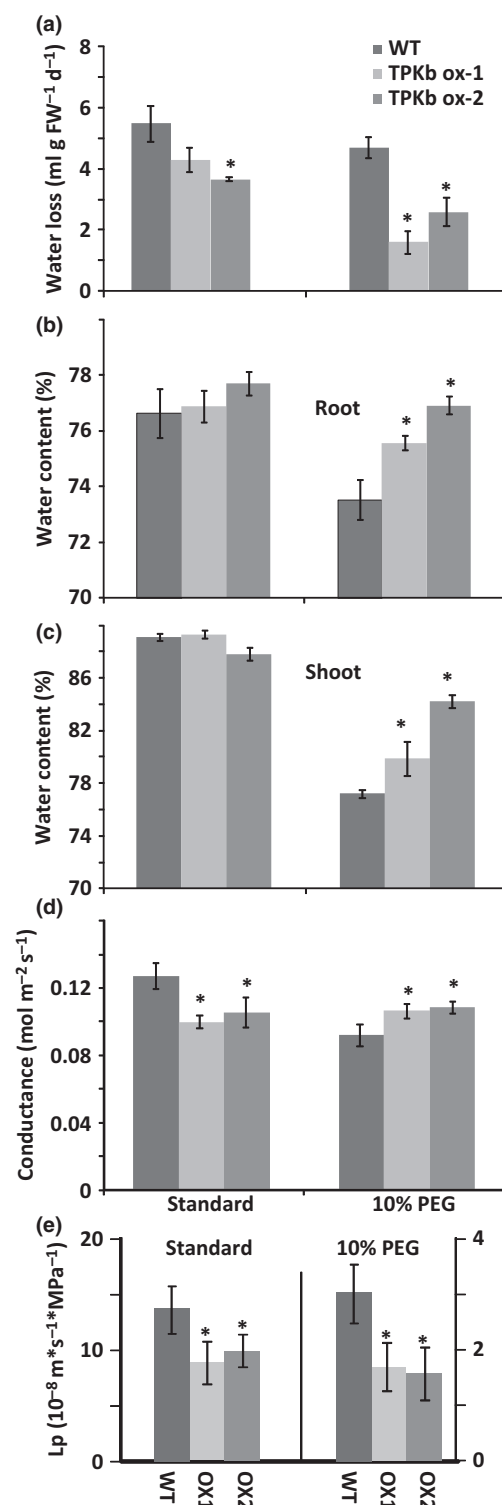 (a)
WT
TPKb ox-1
TPKb ox-2
Water loss (ml g FW⁻¹ d⁻¹)
8
6
4
2
0
*
*
*
(b)
Water content (%)
78
76
74
72
70
Root
*
*
(c)
Water content (%)
86
82
78
74
70
Shoot
*
*
(d)
Conductance (mol m⁻² s⁻¹)
0.12
0.08
0.04
0
*
*
*
*
Standard
10% PEG
(e)
Lp (10⁻⁸ m*s⁻¹*MPa⁻¹)
20
10
0
Standard
10% PEG
4
2
0
*
*
*
*
WT
OX1
OX2
WT
OX1